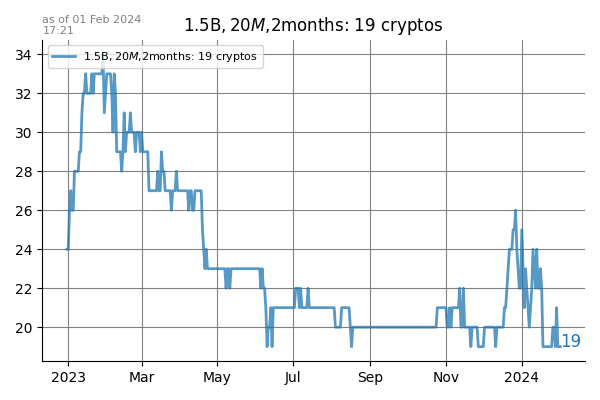 as of 01 Feb 2024
17:21
1.5B, 20M,2months: 19 cryptos
1.5B, 20M,2months: 19 cryptos
34
32
30
28
26
24
22
20
19
2023 Mar May Jul Sep Nov 2024